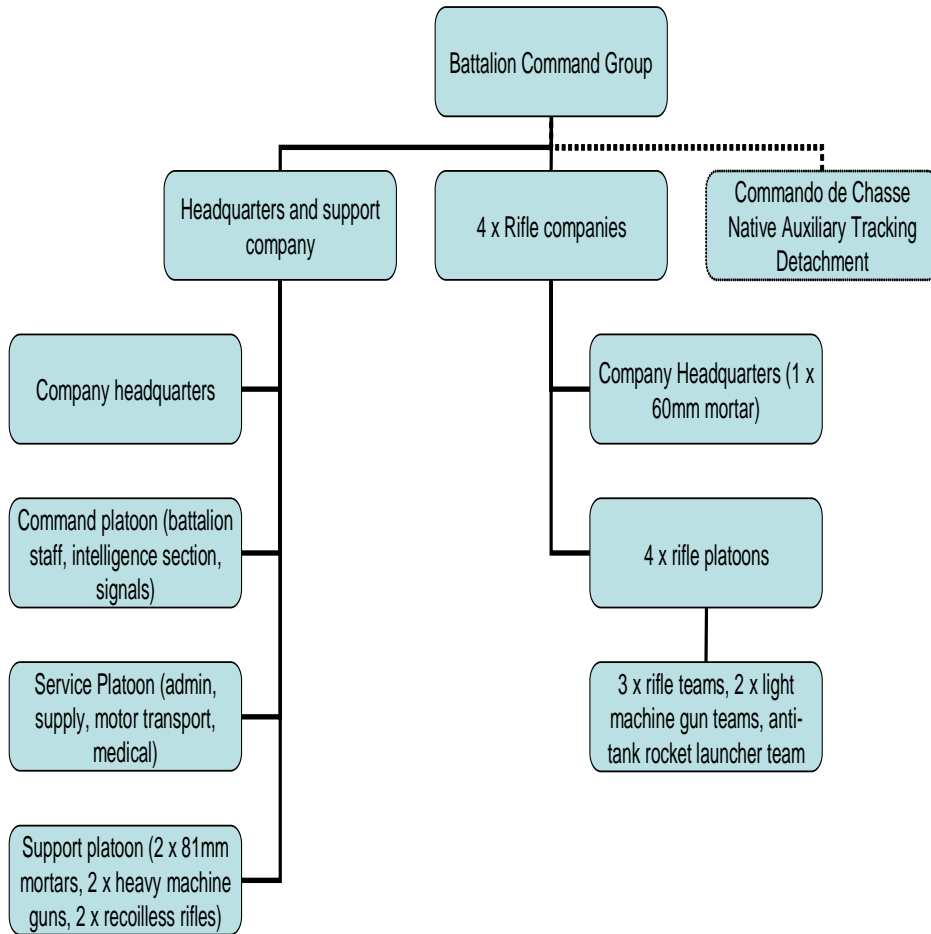 Battalion Command Group
Headquarters and support
company
4 x Rifle companies
Commando de Chasse
Native Auxiliary Tracking
Detachment
Company headquarters
Company Headquarters (1 x
60mm mortar)
Command platoon (battalion
staff, intelligence section,
signals)
4 x rifle platoons
Service Platoon (admin,
supply, motor transport,
medical)
3 x rifle teams, 2 x light
machine gun teams, anti-
tank rocket launcher team
Support platoon (2 x 81mm
mortars, 2 x heavy machine
guns, 2 x recoilless rifles)